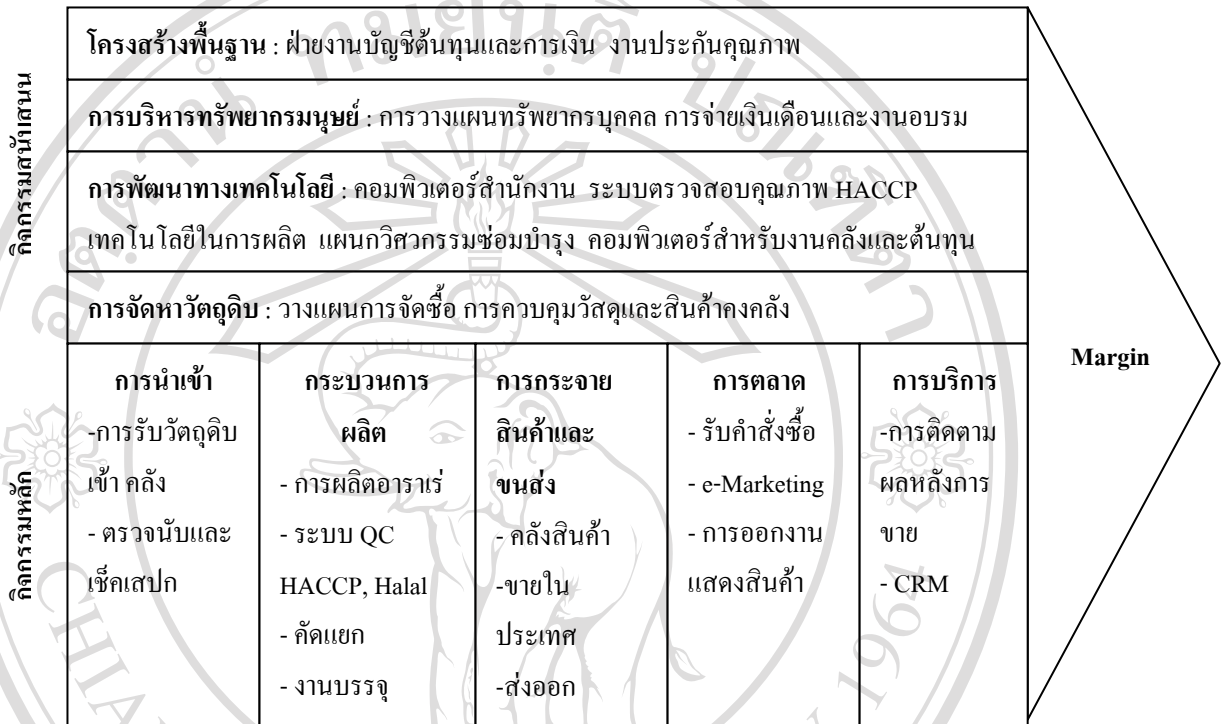 กิจกรรมสนับสนุน
โครงสร้างพื้นฐาน : ฝ่ายงานบัญชีต้นทุนและการเงิน งานประกันคุณภาพ
การบริหารทรัพยากรมนุษย์ : การวางแผนทรัพยากรบุคคล การจ่ายเงินเดือนและงานอบรม
การพัฒนาทางเทคโนโลยี : คอมพิวเตอร์สำนักงาน ระบบตรวจสอบคุณภาพ HACCP
เทคโนโลยีในการผลิต แผนกวิศวกรรมซ่อมบำรุง คอมพิวเตอร์สำหรับงานคลังและต้นทุน
การจัดหาวัตถุดิบ : วางแผนการจัดซื้อ การควบคุมวัสดุและสินค้าคงคลัง
กิจกรรมหลัก
การนำเข้า
-การรับวัตถุดิบ
เข้า คลัง
- ตรวจนับและ
เช็คเสปก
กระบวนการ
ผลิต
- การผลิตอาราเร่
- ระบบ QC
HACCP, Halal
- คัดแยก
- งานบรรจุ
การกระจาย
สินค้าและ
ขนส่ง
- คลังสินค้า
-ขายใน
ประเทศ
-ส่งออก
การตลาด
- รับคำสั่งซื้อ
- e-Marketing
- การออกงาน
แสดงสินค้า
การบริการ
-การติดตาม
ผลหลังการ
ขาย
- CRM
Margin